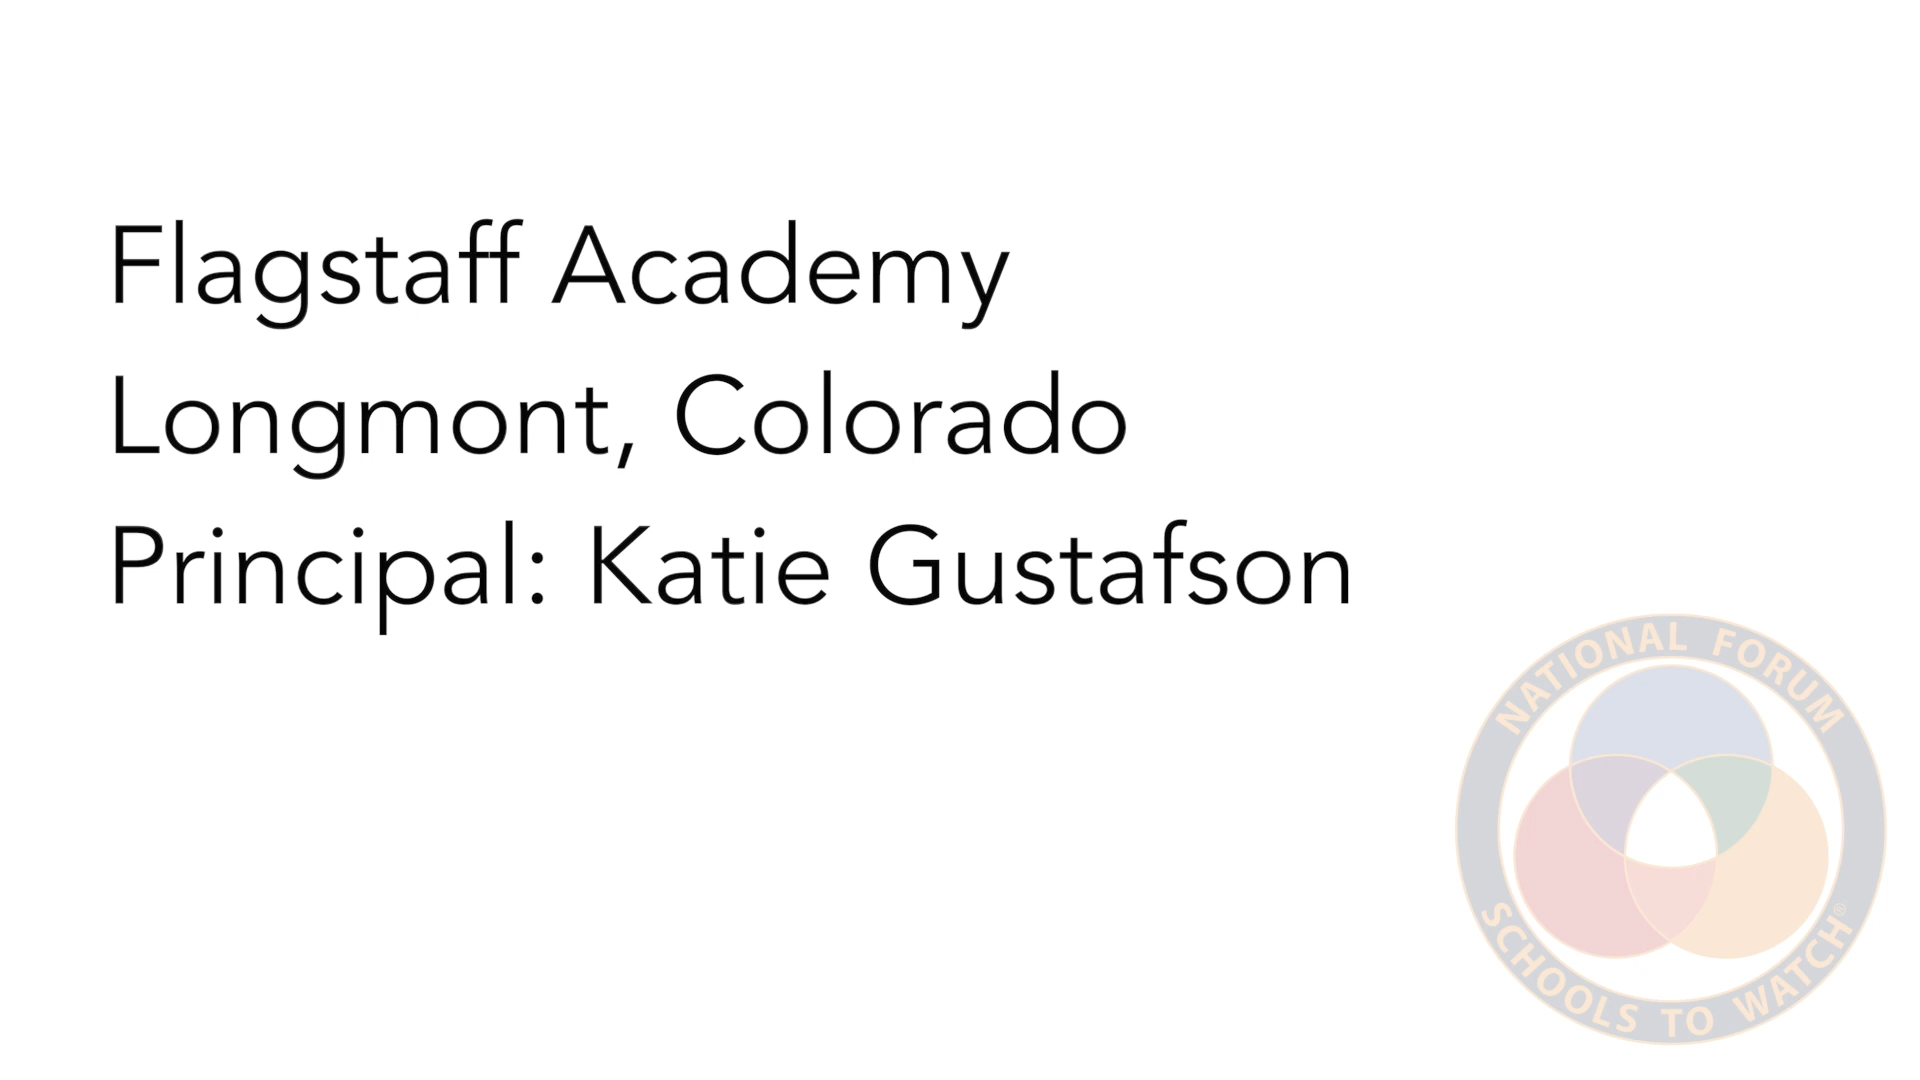 Flagstaff Academy
Longmont, Colorado
Principal: Katie Gustafson
NATIONAL FORUM
SCHOOLS TO WATCH®